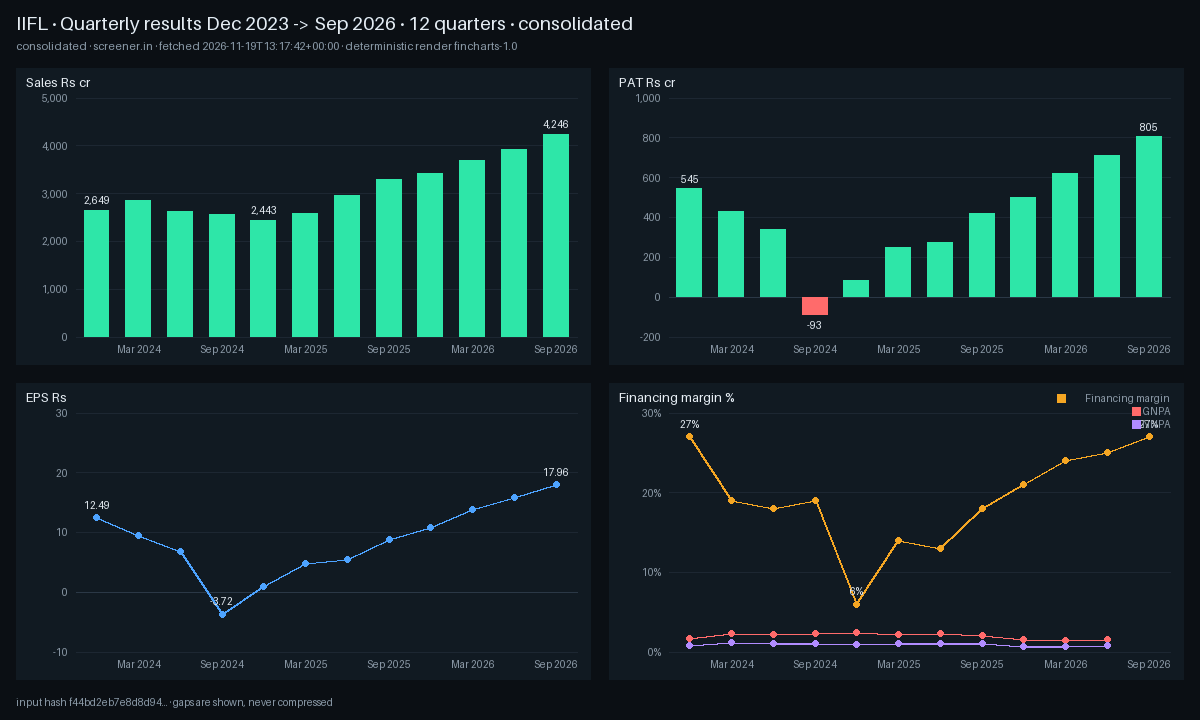 IIFL · Quarterly results Dec 2023 -> Sep 2026 · 12 quarters · consolidated
consolidated · screener.in · fetched 2026-11-19T13:17:42+00:00 · deterministic render fincharts-1.0
Sales Rs cr
5,000
4,000
3,000
2,000
1,000
0
2,649
2,443
4,246
Mar 2024 Sep 2024 Mar 2025 Sep 2025 Mar 2026 Sep 2026
PAT Rs cr
1,000
800
600
400
200
0
-200
545
-93
805
Mar 2024 Sep 2024 Mar 2025 Sep 2025 Mar 2026 Sep 2026
EPS Rs
30
20
10
0
-10
12.49
-3.72
17.96
Mar 2024 Sep 2024 Mar 2025 Sep 2025 Mar 2026 Sep 2026
Financing margin %
Financing margin
GNPA
NNPA
30%
20%
10%
0%
27%
6%
27%
Mar 2024 Sep 2024 Mar 2025 Sep 2025 Mar 2026 Sep 2026
input hash f44bd2eb7e8d8d94… · gaps are shown, never compressed